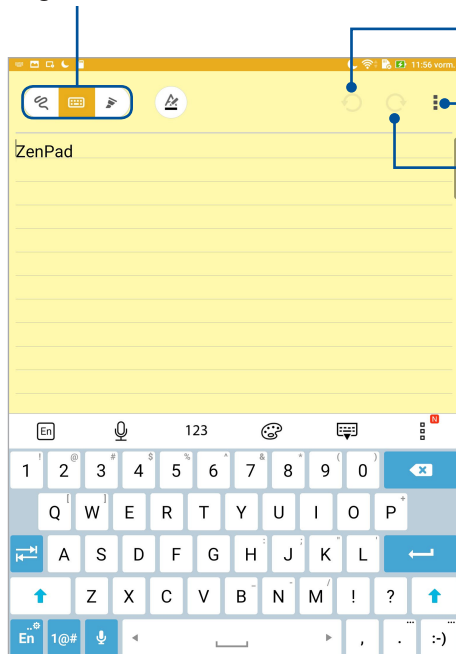 11:56 vorm.
ZenPad
En 123 N
1 ! 2 @ 3 # 4 $ 5 % 6 ^ 7 & 8 * 9 ( 0 )
Q [ W ] E R T Y U I O P +
A S D F G H : J ; K " L '
Z X C V B _ N - M / ! ?
En 1@# , . ... :-) ...